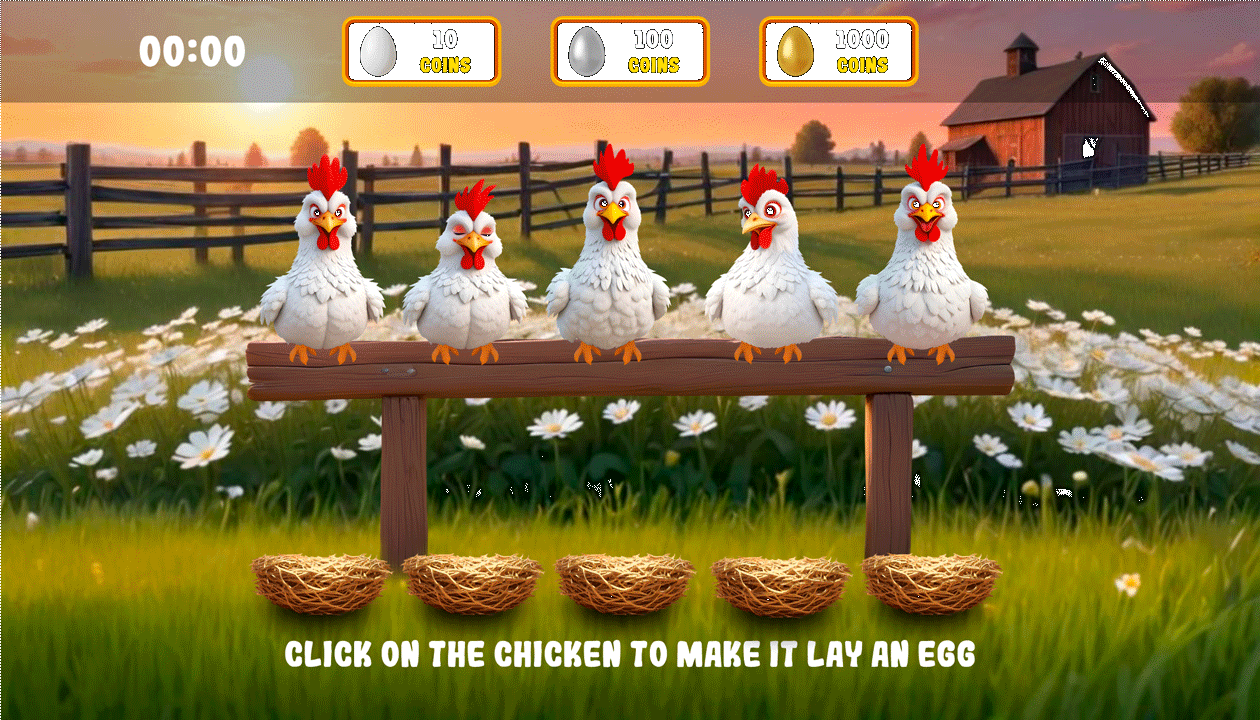 00:00
10
COINS
100
COINS
1000
COINS
CLICK ON THE CHICKEN TO MAKE IT LAY AN EGG